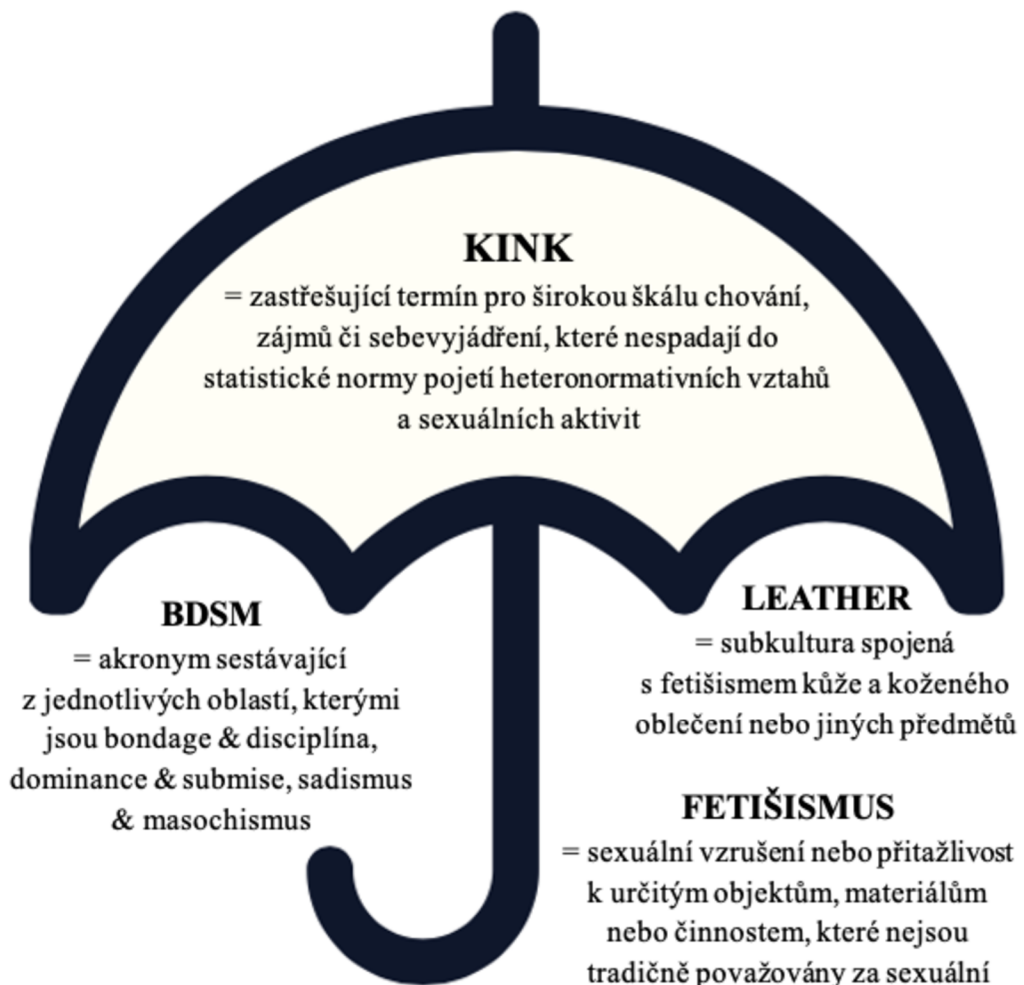 KINK
= zastřešující termín pro širokou škálu chování,
zájmů či sebevyjádření, které nespadají do
statistické normy pojetí heteronormativních vztahů
a sexuálních aktivit
BDSM
= akronym sestávající
z jednotlivých oblastí, kterými
jsou bondage & disciplína,
dominance & submise, sadismus
& masochismus
LEATHER
= subkultura spojená
s fetišismem kůže a koženého
oblečení nebo jiných předmětů
FETIŠISMUS
= sexuální vzrušení nebo přitažlivost
k určitým objektům, materiálům
nebo činnostem, které nejsou
tradičně považovány za sexuální